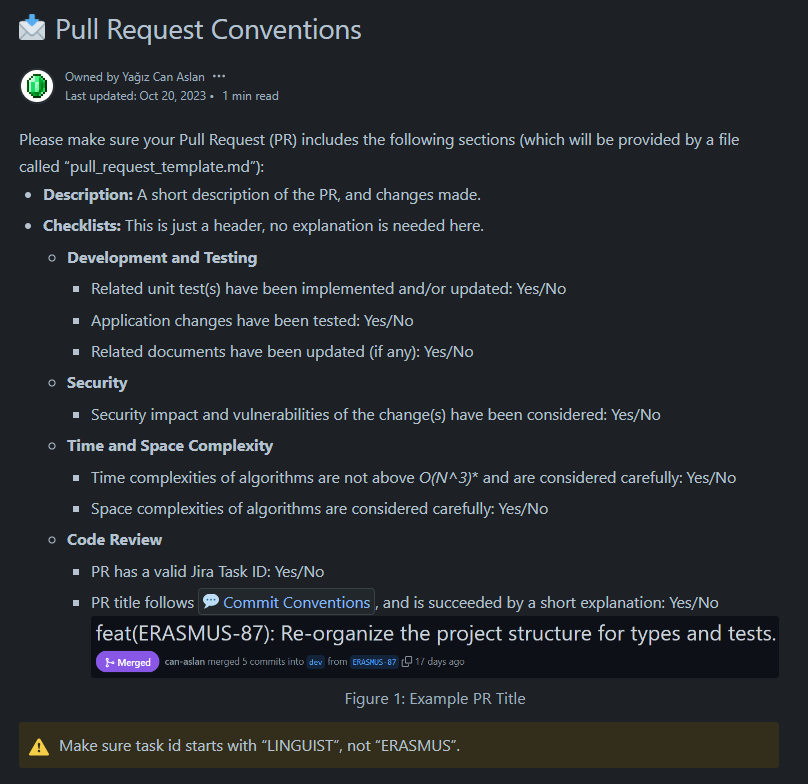 Pull Request Conventions
Owned by Yağız Can Aslan •••
Last updated: Oct 20, 2023 • 1 min read
Please make sure your Pull Request (PR) includes the following sections (which will be provided by a file
called “pull_request_template.md”):
• Description: A short description of the PR, and changes made.
• Checklists: This is just a header, no explanation is needed here.
○ Development and Testing
▪ Related unit test(s) have been implemented and/or updated: Yes/No
▪ Application changes have been tested: Yes/No
▪ Related documents have been updated (if any): Yes/No
○ Security
▪ Security impact and vulnerabilities of the change(s) have been considered: Yes/No
○ Time and Space Complexity
▪ Time complexities of algorithms are not above O(N^3)* and are considered carefully: Yes/No
▪ Space complexities of algorithms are considered carefully: Yes/No
○ Code Review
▪ PR has a valid Jira Task ID: Yes/No
▪ PR title follows Commit Conventions, and is succeeded by a short explanation: Yes/No
feat(ERASMUS-87): Re-organize the project structure for types and tests.
Merged can-aslan merged 5 commits into dev from ERASMUS-87 17 days ago
Figure 1: Example PR Title
Make sure task id starts with “LINGUIST”, not “ERASMUS”.